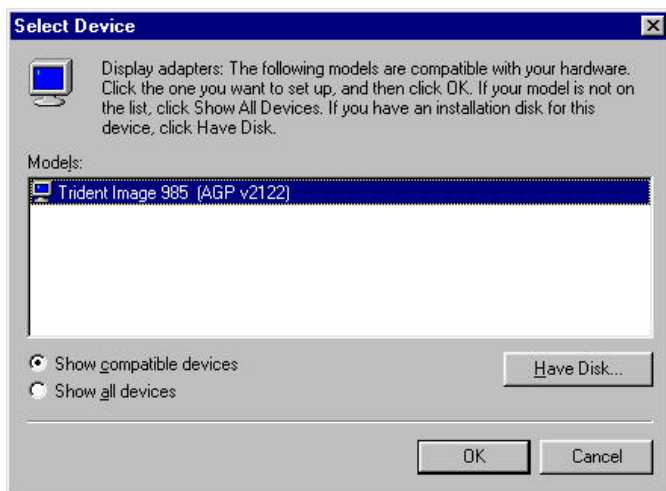 Select Device
Display adapters: The following models are compatible with your hardware.
Click the one you want to set up, and then click OK. If your model is not on
the list, click Show All Devices. If you have an installation disk for this
device, click Have Disk.
Models:
Trident Image 985 (AGP v2122)
Show compatible devices
Have Disk...
Show all devices
OK
Cancel